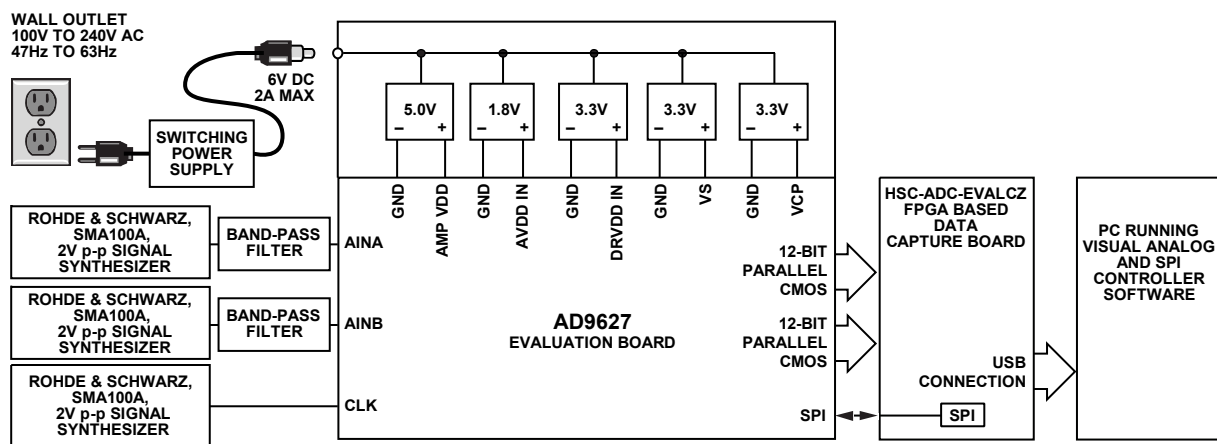 WALL OUTLET
100V TO 240V AC
47Hz TO 63Hz
6V DC
2A MAX
SWITCHING
POWER
SUPPLY
5.0V
– +
1.8V
– +
3.3V
– +
3.3V
– +
3.3V
– +
GND
AMP VDD
GND
AVDD IN
GND
DRVDD IN
GND
VS
GND
VCP
ROHDE & SCHWARZ,
SMA100A,
2V p-p SIGNAL
SYNTHESIZER
BAND-PASS
FILTER
AINA
ROHDE & SCHWARZ,
SMA100A,
2V p-p SIGNAL
SYNTHESIZER
BAND-PASS
FILTER
AINB
ROHDE & SCHWARZ,
SMA100A,
2V p-p SIGNAL
SYNTHESIZER
CLK
AD9627
EVALUATION BOARD
12-BIT
PARALLEL
CMOS
12-BIT
PARALLEL
CMOS
SPI
HSC-ADC-EVALCZ
FPGA BASED
DATA
CAPTURE BOARD
USB
CONNECTION
SPI
PC RUNNING
VISUAL ANALOG
AND SPI
CONTROLLER
SOFTWARE